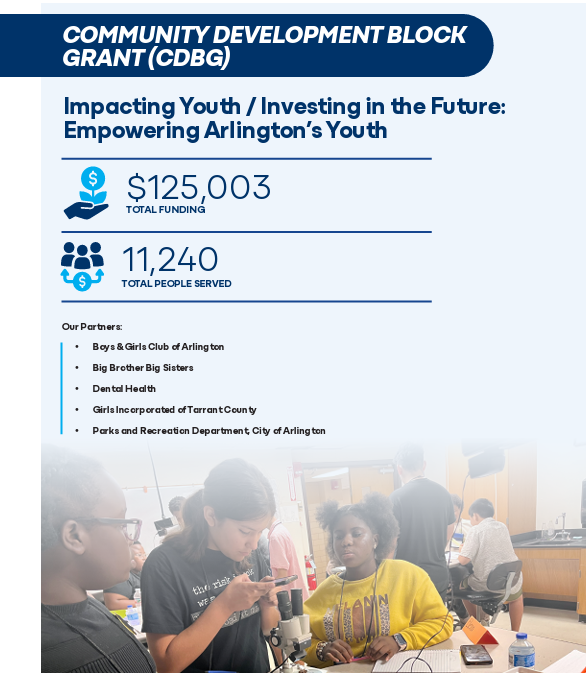 COMMUNITY DEVELOPMENT BLOCK
GRANT (CDBG)
Impacting Youth / Investing in the Future:
Empowering Arlington's Youth
$125,003
TOTAL FUNDING
11,240
TOTAL PEOPLE SERVED
Our Partners:
• Boys & Girls Club of Arlington
• Big Brother Big Sisters
• Dental Health
• Girls Incorporated of Tarrant County
• Parks and Recreation Department, City of Arlington
the risk